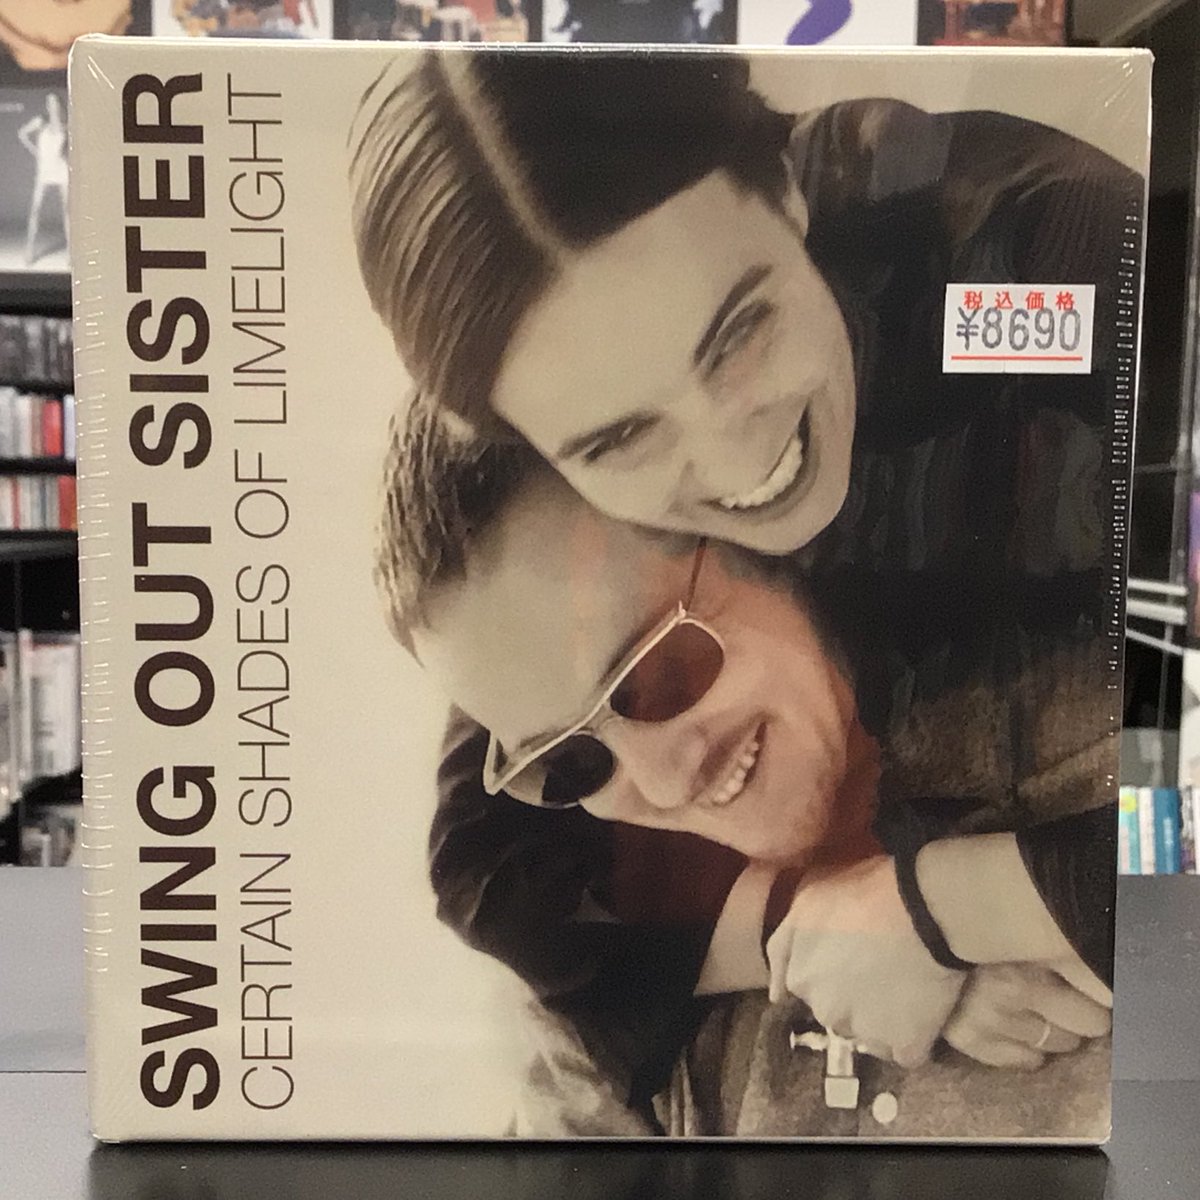 SWING OUT SISTER
CERTAIN SHADES OF LIMELIGHT
税込価格
¥8690